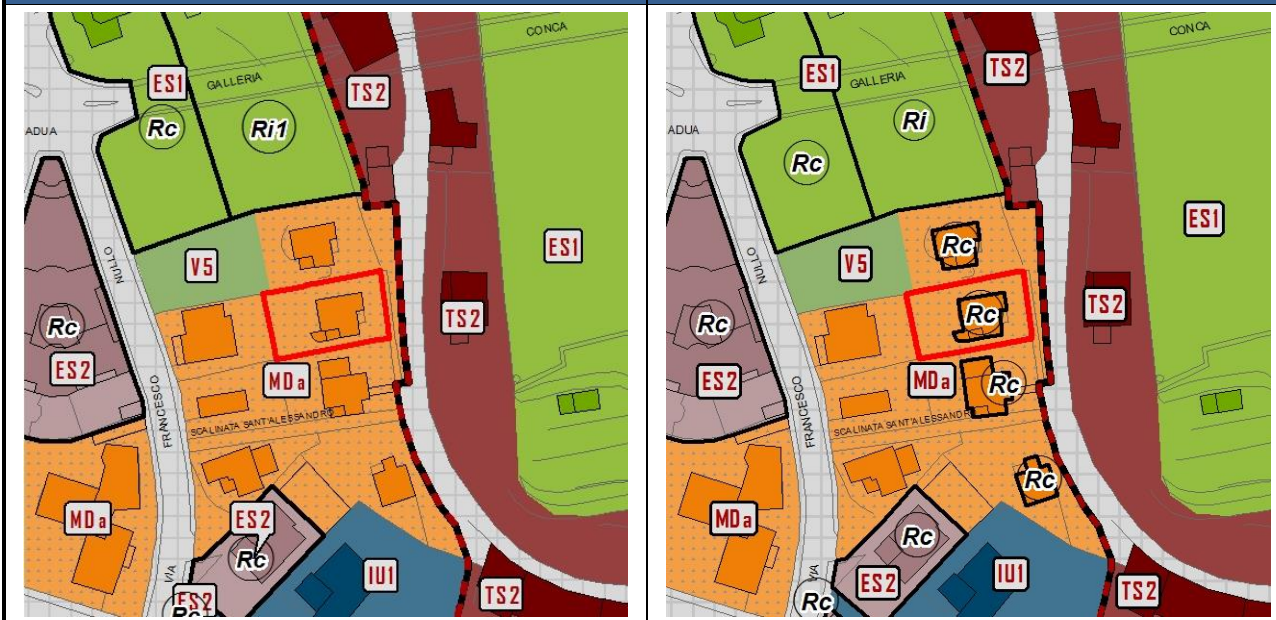 CONCA
ES1
GALLERIA
TS2
Rc
Ri1
ADUA
NULLO
V5
ES1
Rc
TS2
ES2
MDa
FRANCESCO
SCALINATA SANT'ALESSANDRO
MDa
ES2
Rc
IU1
VIA
ES2
Rc
TS2
CONCA
ES1
TS2
GALLERIA
Ri
ADUA
Rc
ES1
Rc
NULLO
V5
Rc
Rc
TS2
ES2
MDa
Rc
FRANCESCO
SCALINATA SANT'ALESSANDRO
Rc
MDa
Rc
IU1
VIA
ES2
Rc
TS2